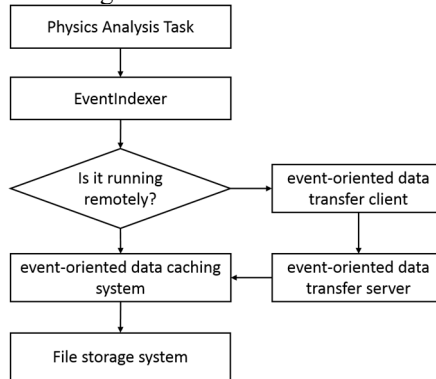 Physics Analysis Task
EventIndexer
Is it running
remotely?
event-oriented data
transfer client
event-oriented data caching
system
event-oriented data
transfer server
File storage system